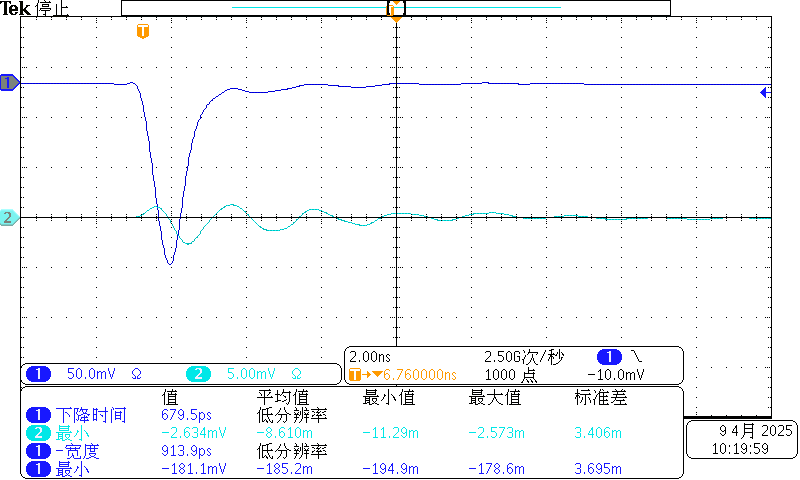 Tek 停止
T
1
2
1 50.0mV Ω 2 5.00mV Ω
2.00ns 2.50G次/秒 1 \
T→▼6.760000ns 1000 点 -10.0mV
值 平均值 最小值 最大值 标准差
1 下降时间 679.5ps 低分辨率
2 最小 -2.634mV -8.610m -11.29m -2.573m 3.406m
1 -宽度 913.9ps 低分辨率
1 最小 -181.1mV -185.2m -194.9m -178.6m 3.695m
9 4月 2025
10:19:59